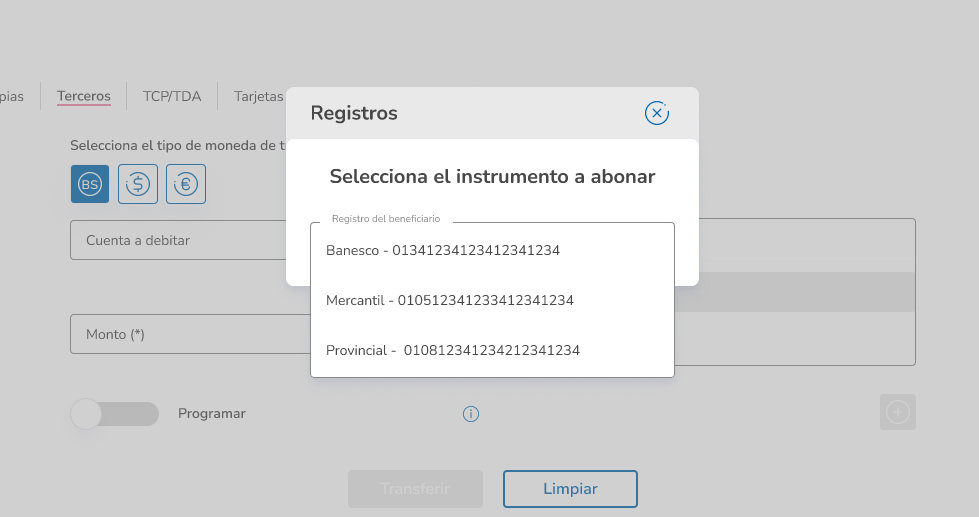 pias
Terceros
TCP/TDA
Tarjetas
Registros
Selecciona el tipo de moneda de t
Selecciona el instrumento a abonar
BS
$
€
Registro del beneficiario
Cuenta a debitar
Banesco - 01341234123412341234
Mercantil - 010512341233412341234
Monto (*)
Provincial - 010812341234212341234
Programar
Transferir
Limpiar